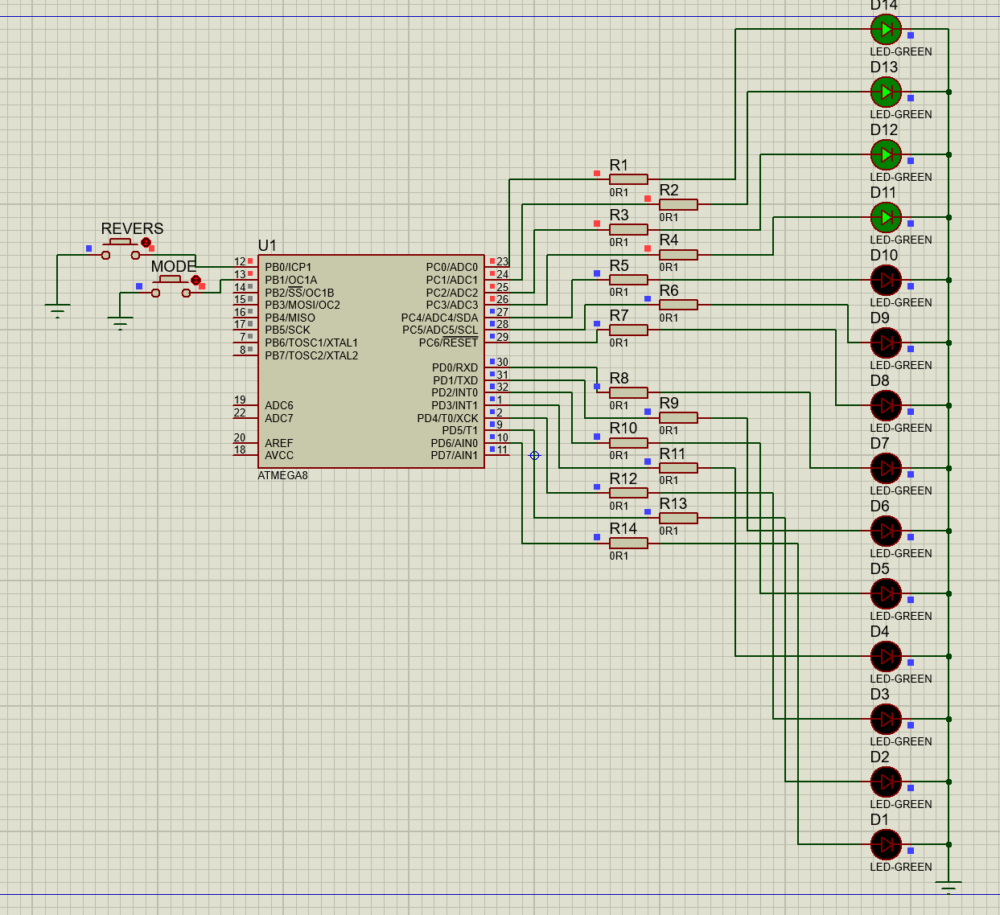 D14
LED-GREEN
D13
LED-GREEN
D12
LED-GREEN
D11
LED-GREEN
D10
LED-GREEN
D9
LED-GREEN
D8
LED-GREEN
D7
LED-GREEN
D6
LED-GREEN
D5
LED-GREEN
D4
LED-GREEN
D3
LED-GREEN
D2
LED-GREEN
D1
LED-GREEN
R1
0R1
R2
0R1
R3
0R1
R4
0R1
R5
0R1
R6
0R1
R7
0R1
R8
0R1
R9
0R1
R10
0R1
R11
0R1
R12
0R1
R13
0R1
R14
0R1
REVERS
MODE
U1
12 PB0/ICP1 PC0/ADC0 23
13 PB1/OC1A PC1/ADC1 24
14 PB2/SS/OC1B PC2/ADC2 25
15 PB3/MOSI/OC2 PC3/ADC3 26
16 PB4/MISO PC4/ADC4/SDA 27
17 PB5/SCK PC5/ADC5/SCL 28
7 PB6/TOSC1/XTAL1 PC6/RESET 29
8 PB7/TOSC2/XTAL2
PD0/RXD 30
PD1/TXD 31
PD2/INT0 32
19 ADC6 PD3/INT1 1
22 ADC7 PD4/T0/XCK 2
PD5/T1 9
20 AREF PD6/AIN0 10
18 AVCC PD7/AIN1 11
ATMEGA8